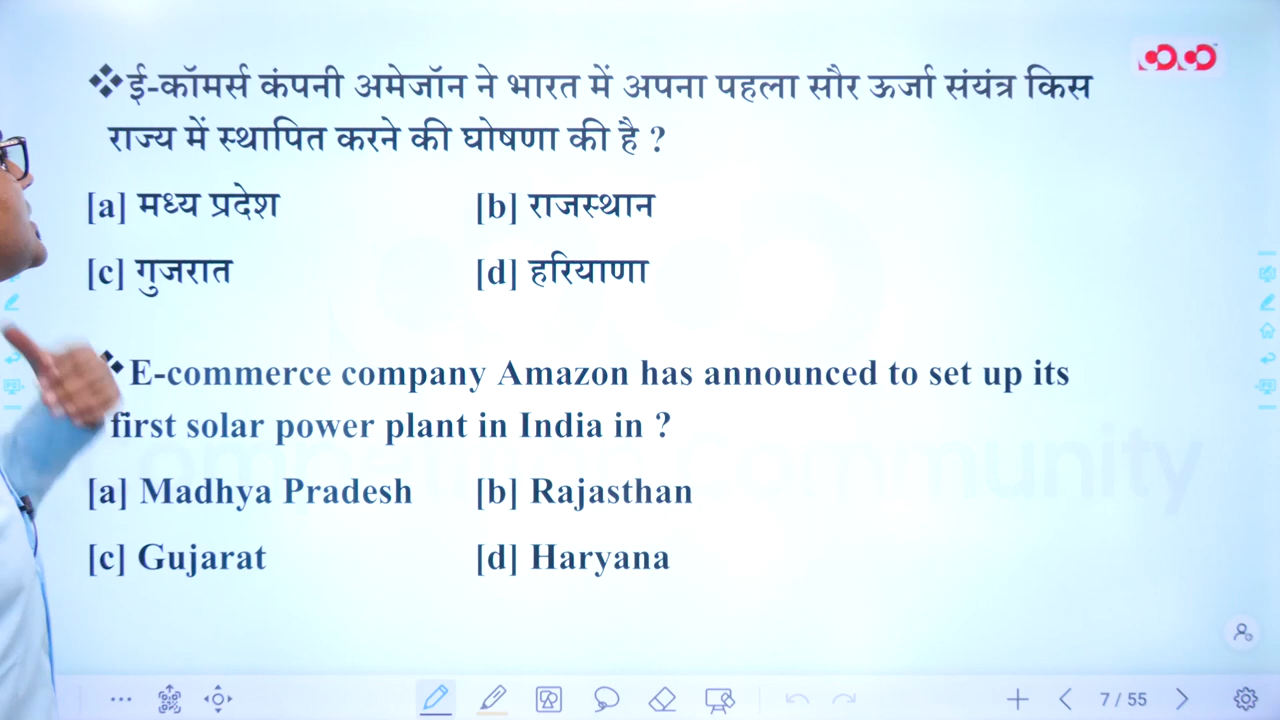 ❖ ई-कॉमर्स कंपनी अमेजॉन ने भारत में अपना पहला सौर ऊर्जा संयंत्र किस
राज्य में स्थापित करने की घोषणा की है ?
[a] मध्य प्रदेश [b] राजस्थान
[c] गुजरात [d] हरियाणा
❖ E-commerce company Amazon has announced to set up its
first solar power plant in India in ?
[a] Madhya Pradesh [b] Rajasthan
[c] Gujarat [d] Haryana
community
7 / 55